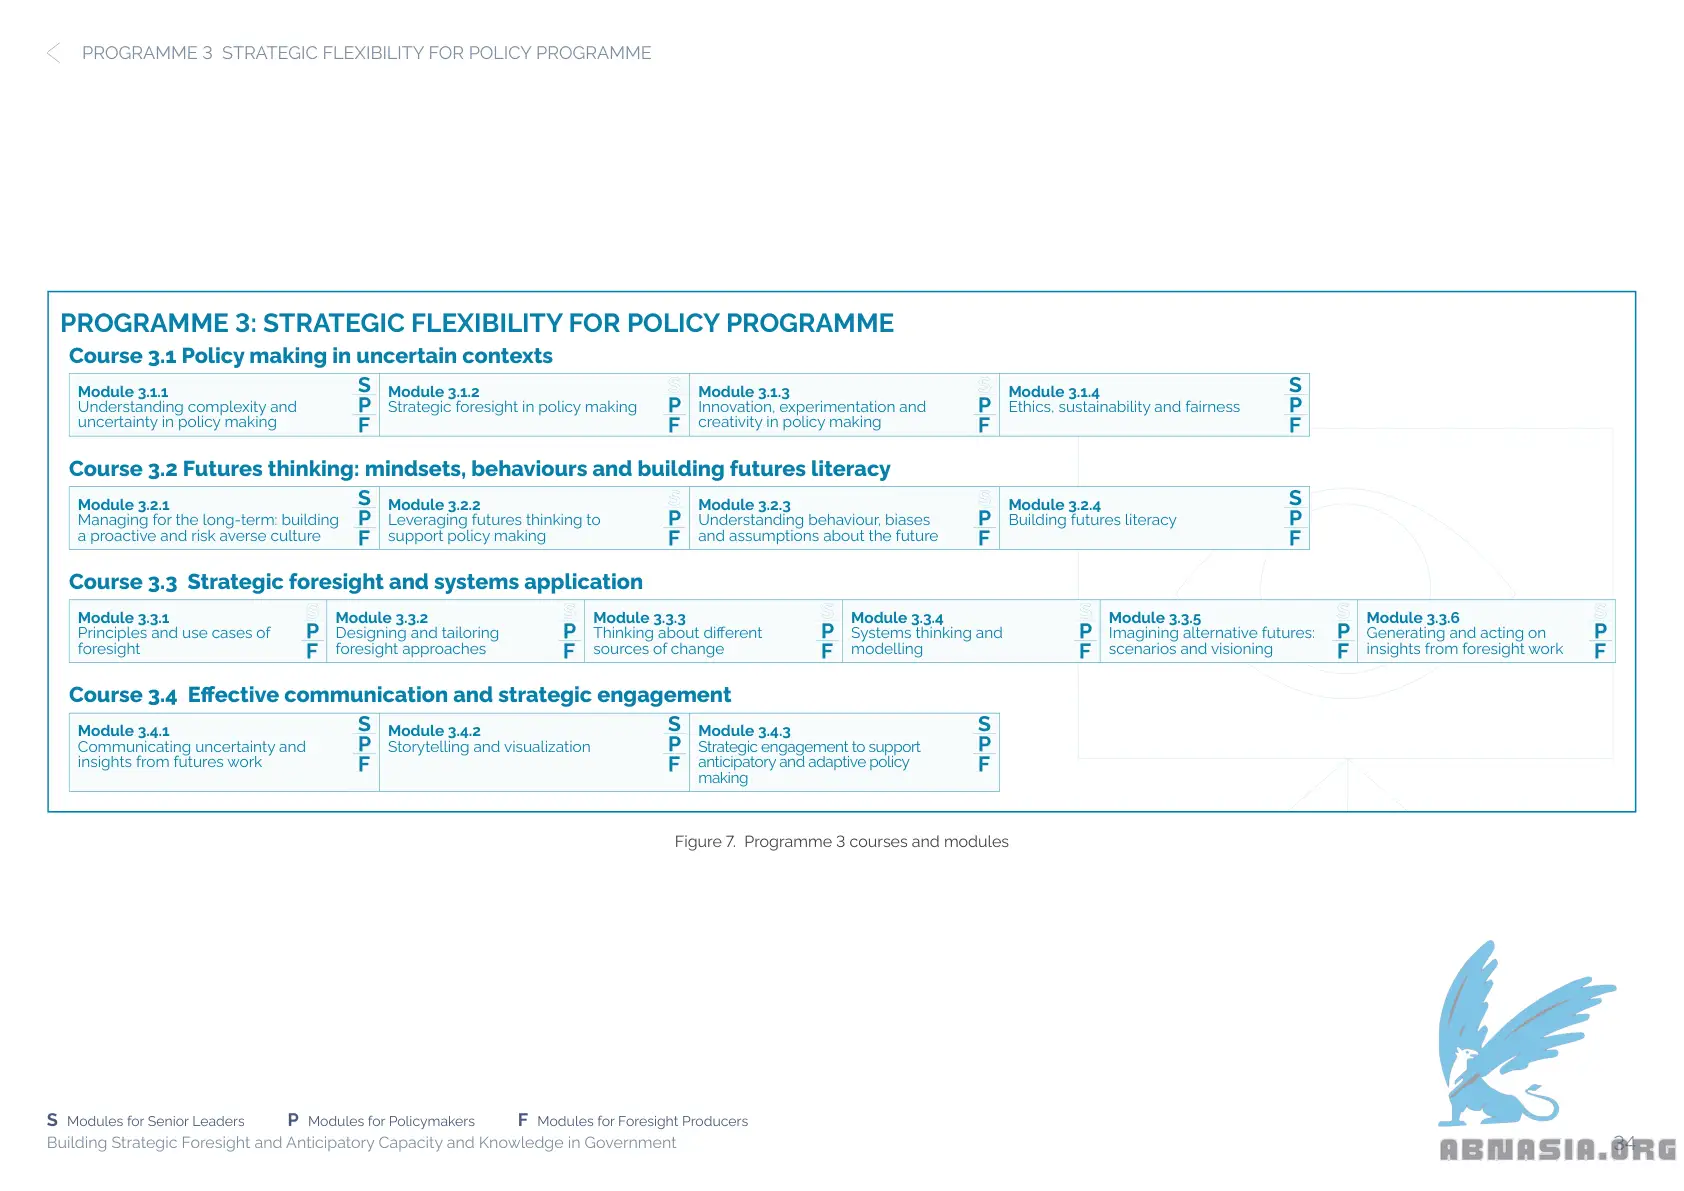 PROGRAMME 3 STRATEGIC FLEXIBILITY FOR POLICY PROGRAMME
PROGRAMME 3: STRATEGIC FLEXIBILITY FOR POLICY PROGRAMME
Course 3.1 Policy making in uncertain contexts
Module 3.1.1
Understanding complexity and
uncertainty in policy making
S
P
F
Module 3.1.2
Strategic foresight in policy making
S
P
F
Module 3.1.3
Innovation, experimentation and
creativity in policy making
S
P
F
Module 3.1.4
Ethics, sustainability and fairness
S
P
F
Course 3.2 Futures thinking: mindsets, behaviours and building futures literacy
Module 3.2.1
Managing for the long-term: building
a proactive and risk averse culture
S
P
F
Module 3.2.2
Leveraging futures thinking to
support policy making
S
P
F
Module 3.2.3
Understanding behaviour, biases
and assumptions about the future
S
P
F
Module 3.2.4
Building futures literacy
S
P
F
Course 3.3 Strategic foresight and systems application
Module 3.3.1
Principles and use cases of
foresight
S
P
F
Module 3.3.2
Designing and tailoring
foresight approaches
S
P
F
Module 3.3.3
Thinking about different
sources of change
S
P
F
Module 3.3.4
Systems thinking and
modelling
S
P
F
Module 3.3.5
Imagining alternative futures:
scenarios and visioning
S
P
F
Module 3.3.6
Generating and acting on
insights from foresight work
S
P
F
Course 3.4 Effective communication and strategic engagement
Module 3.4.1
Communicating uncertainty and
insights from futures work
S
P
F
Module 3.4.2
Storytelling and visualization
S
P
F
Module 3.4.3
Strategic engagement to support
anticipatory and adaptive policy
making
S
P
F
Figure 7. Programme 3 courses and modules
S Modules for Senior Leaders P Modules for Policymakers F Modules for Foresight Producers
Building Strategic Foresight and Anticipatory Capacity and Knowledge in Government
34
ABNASIA.ORG